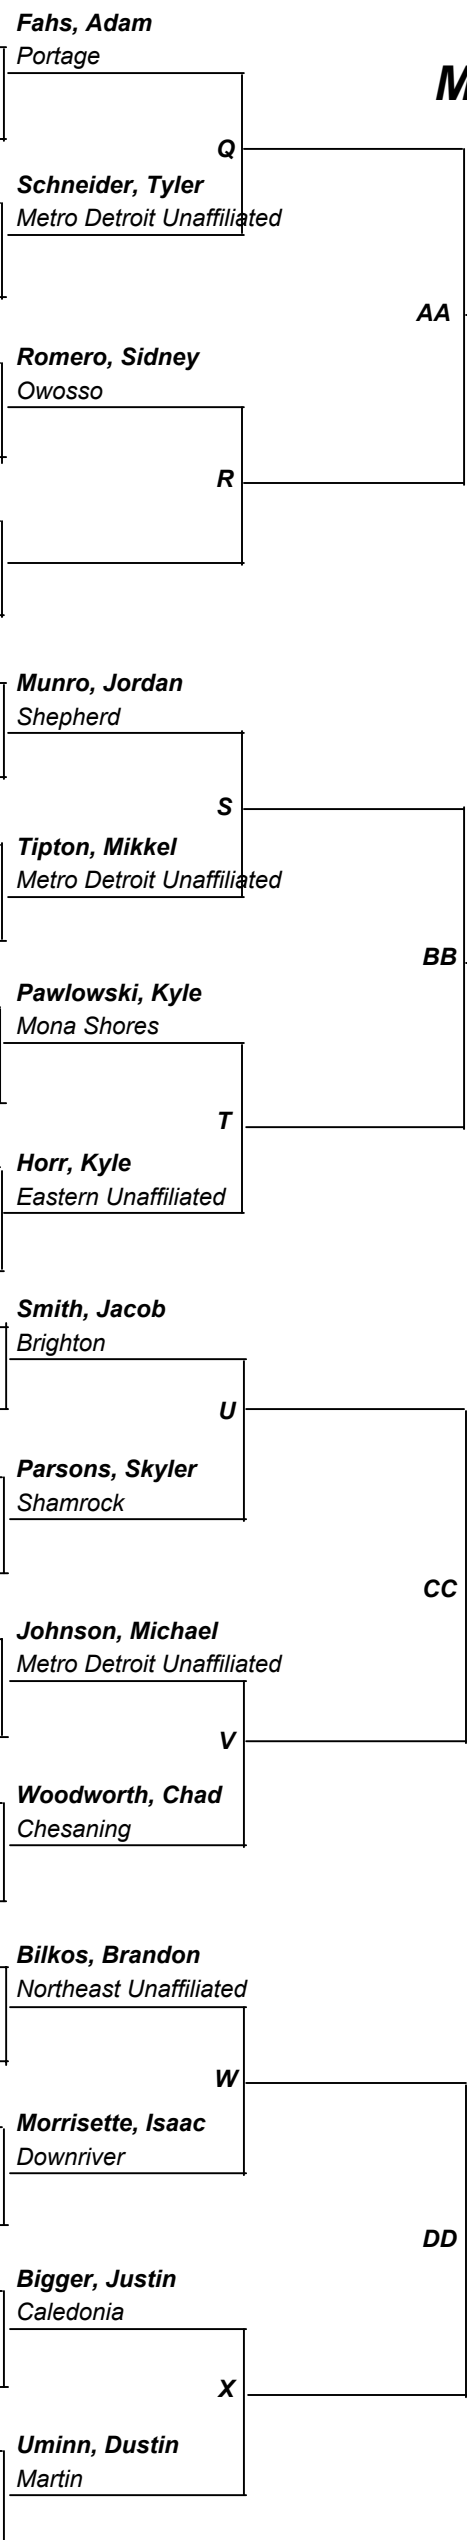 Fahs, Adam
Portage
M
Q
Schneider, Tyler
Metro Detroit Unaffiliated
AA
Romero, Sidney
Owosso
R
Munro, Jordan
Shepherd
S
Tipton, Mikkel
Metro Detroit Unaffiliated
BB
Pawlowski, Kyle
Mona Shores
T
Horr, Kyle
Eastern Unaffiliated
Smith, Jacob
Brighton
U
Parsons, Skyler
Shamrock
CC
Johnson, Michael
Metro Detroit Unaffiliated
V
Woodworth, Chad
Chesaning
Bilkos, Brandon
Northeast Unaffiliated
W
Morrisette, Isaac
Downriver
DD
Bigger, Justin
Caledonia
X
Uminn, Dustin
Martin